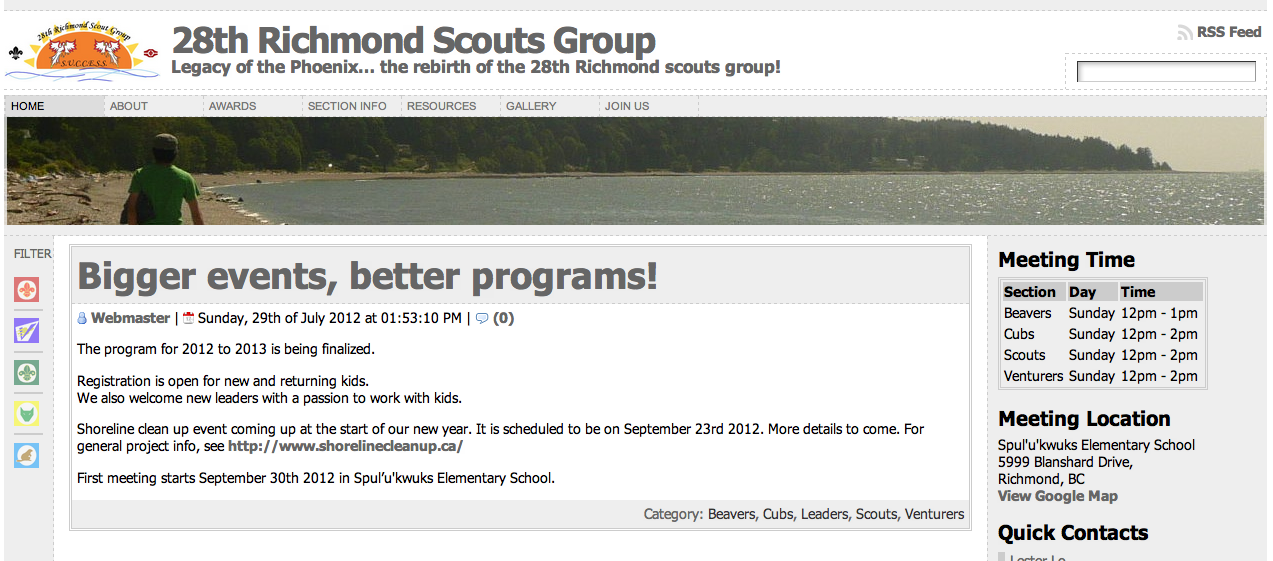 28th Richmond Scout Group
S.U.C.C.E.S.S.
28th Richmond Scouts Group
Legacy of the Phoenix... the rebirth of the 28th Richmond scouts group!
RSS Feed
HOME ABOUT AWARDS SECTION INFO RESOURCES GALLERY JOIN US
FILTER
Bigger events, better programs!
Webmaster | Sunday, 29th of July 2012 at 01:53:10 PM | (0)
The program for 2012 to 2013 is being finalized.
Registration is open for new and returning kids.
We also welcome new leaders with a passion to work with kids.
Shoreline clean up event coming up at the start of our new year. It is scheduled to be on September 23rd 2012. More details to come. For
general project info, see http://www.shorelinecleanup.ca/
First meeting starts September 30th 2012 in Spul’u'kwuks Elementary School.
Category: Beavers, Cubs, Leaders, Scouts, Venturers
Meeting Time
Section Day Time
Beavers Sunday 12pm - 1pm
Cubs Sunday 12pm - 2pm
Scouts Sunday 12pm - 2pm
Venturers Sunday 12pm - 2pm
Meeting Location
Spul'u'kwuks Elementary School
5999 Blanshard Drive,
Richmond, BC
View Google Map
Quick Contacts